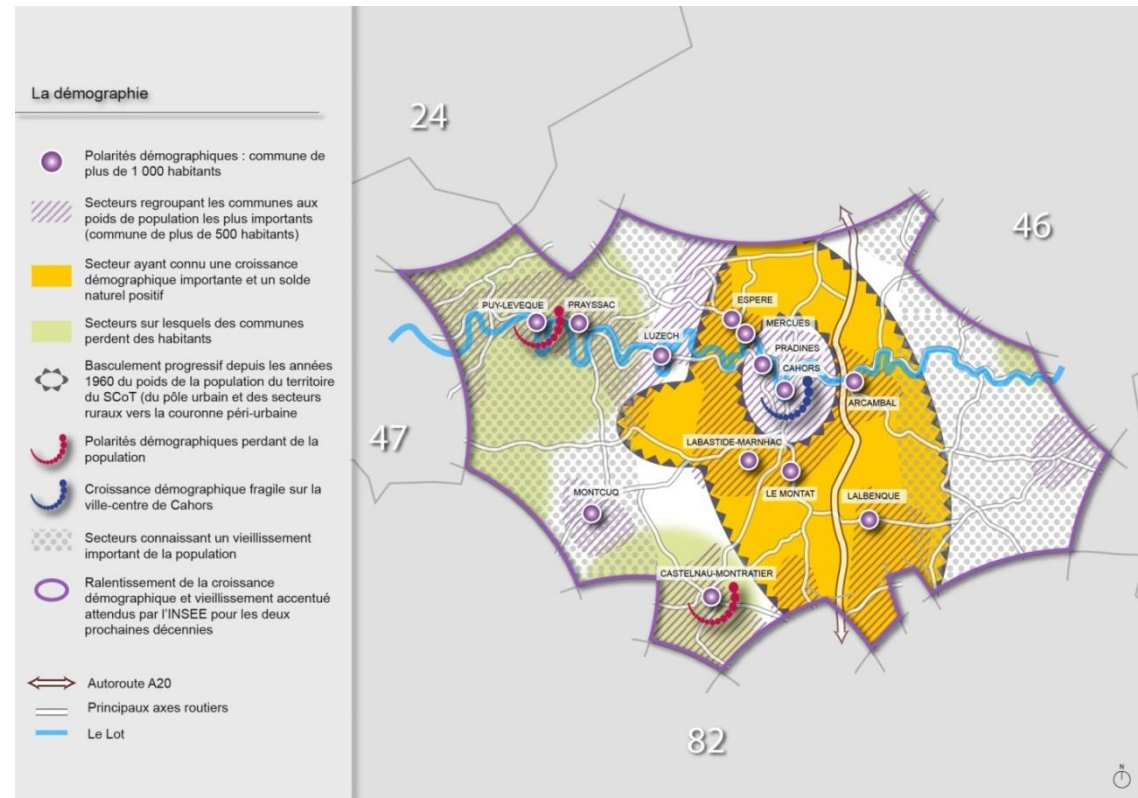 La démographie
Polarités démographiques : commune de
plus de 1 000 habitants
Secteurs regroupant les communes aux
poids de population les plus importants
(commune de plus de 500 habitants)
Secteur ayant connu une croissance
démographique importante et un solde
naturel positif
Secteurs sur lesquels des communes
perdent des habitants
Basculement progressif depuis les années
1960 du poids de la population du territoire
du SCoT (du pôle urbain et des secteurs
ruraux vers la couronne péri-urbaine
Polarités démographiques perdant de la
population
Croissance démographique fragile sur la
ville-centre de Cahors
Secteurs connaissant un vieillissement
important de la population
Ralentissement de la croissance
démographique et vieillissement accentué
attendus par l'INSEE pour les deux
prochaines décennies
Autoroute A20
Principaux axes routiers
Le Lot
24
46
47
82
PUY-LEVEQUE
PRAYSSAC
LUZECH
ESPERE
MERCUES
PRADINES
CAHORS
ARCAMBAL
LABASTIDE-MARNHAC
LE MONTAT
LALBENQUE
MONTCUQ
CASTELNAU-MONTRATIER
N